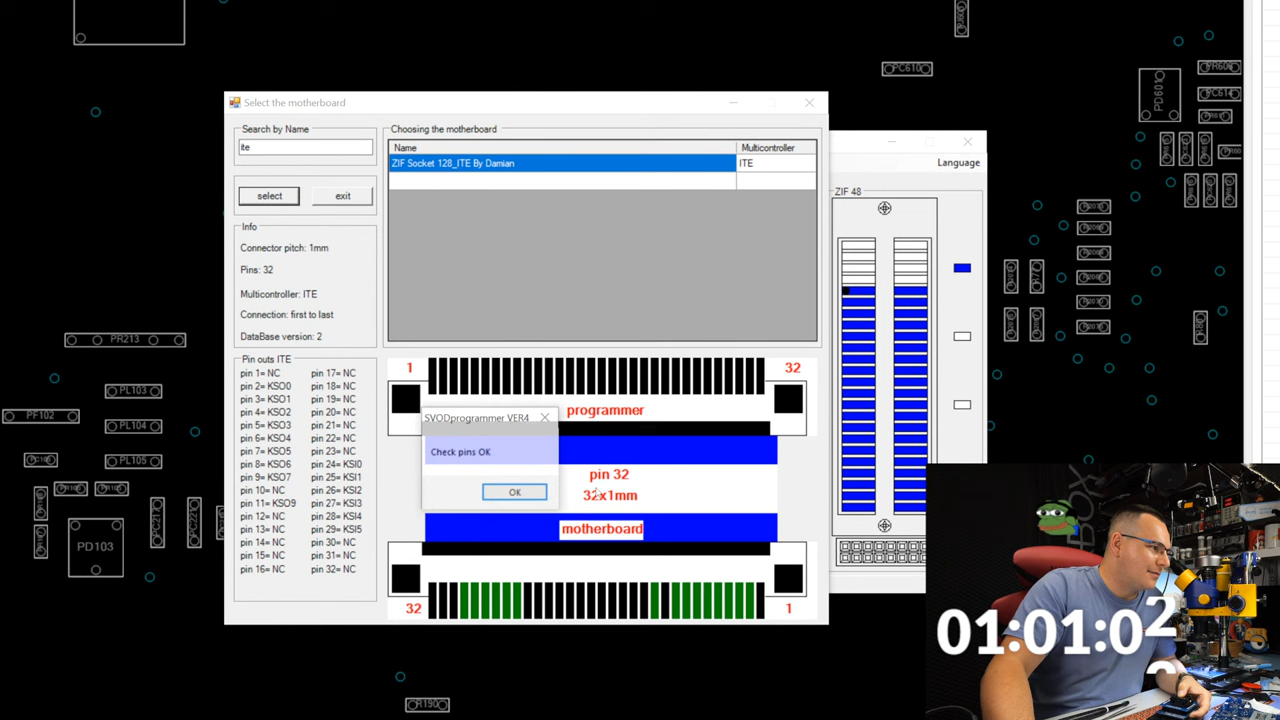 Select the motherboard
Search by Name
ite
select
exit
Info
Connector pitch: 1mm
Pins: 32
Multicontroller: ITE
Connection: first to last
DataBase version: 2
Pin outs ITE
pin 1= NC pin 17= NC
pin 2= KSO0 pin 18= NC
pin 3= KSO1 pin 19= NC
pin 4= KSO2 pin 20= NC
pin 5= KSO3 pin 21= NC
pin 6= KSO4 pin 22= NC
pin 7= KSO5 pin 23= NC
pin 8= KSO6 pin 24= KSI0
pin 9= KSO7 pin 25= KSI1
pin 10= NC pin 26= KSI2
pin 11= KSO9 pin 27= KSI3
pin 12= NC pin 28= KSI4
pin 13= NC pin 29= KSI5
pin 14= NC pin 30= NC
pin 15= NC pin 31= NC
pin 16= NC pin 32= NC
Choosing the motherboard
Name Multicontroller
ZIF Socket 128_ITE By Damian ITE
1 32
programmer
pin 32
32x1mm
motherboard
32 1
SVODprogrammer VER4
Check pins OK
OK
Language
ZIF 48
PC610
PD601
PR606
PR213
PL103
PF102
PL104
PL105
PD103
PC213
R190
01:01:0